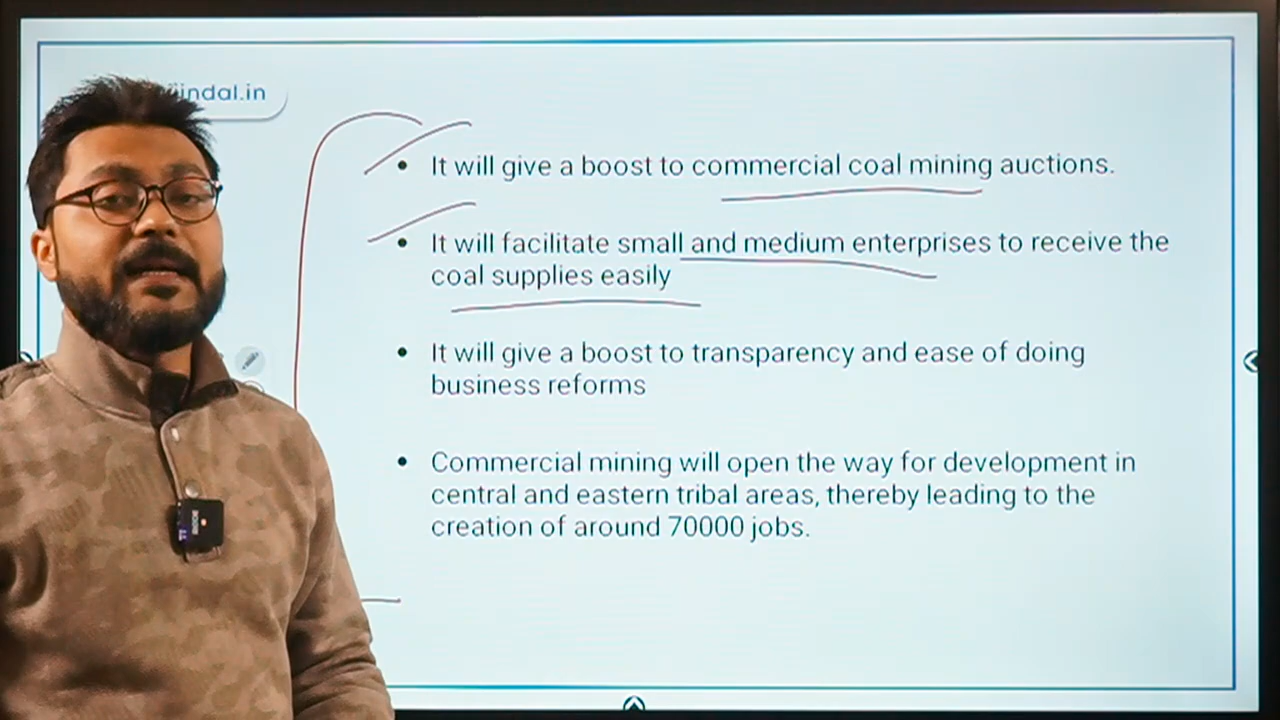 jindal.in
It will give a boost to commercial coal mining auctions.
It will facilitate small and medium enterprises to receive the
coal supplies easily
It will give a boost to transparency and ease of doing
business reforms
Commercial mining will open the way for development in
central and eastern tribal areas, thereby leading to the
creation of around 70000 jobs.